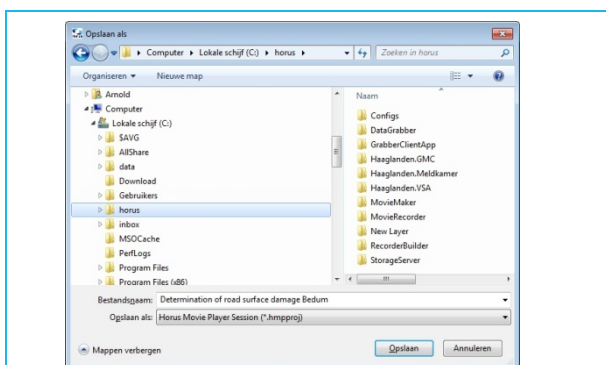 Opslaan als
Computer ▸ Lokale schijf (C:) ▸ horus ▸
Zoeken in horus
Organiseren
Nieuwe map
Arnold
Computer
Lokale schijf (C:)
$AVG
AllShare
data
Download
Gebruikers
horus
inbox
MSOCache
PerfLogs
Program Files
Program Files (x86)
Naam
Configs
DataGrabber
GrabberClientApp
Haaglanden.GMC
Haaglanden.Meldkamer
Haaglanden.VSA
MovieMaker
MovieRecorder
New Layer
RecorderBuilder
StorageServer
Bestandsnaam: Determination of road surface damage Bedum
Opslaan als: Horus Movie Player Session (*.hmpproj)
Mappen verbergen
Opslaan
Annuleren